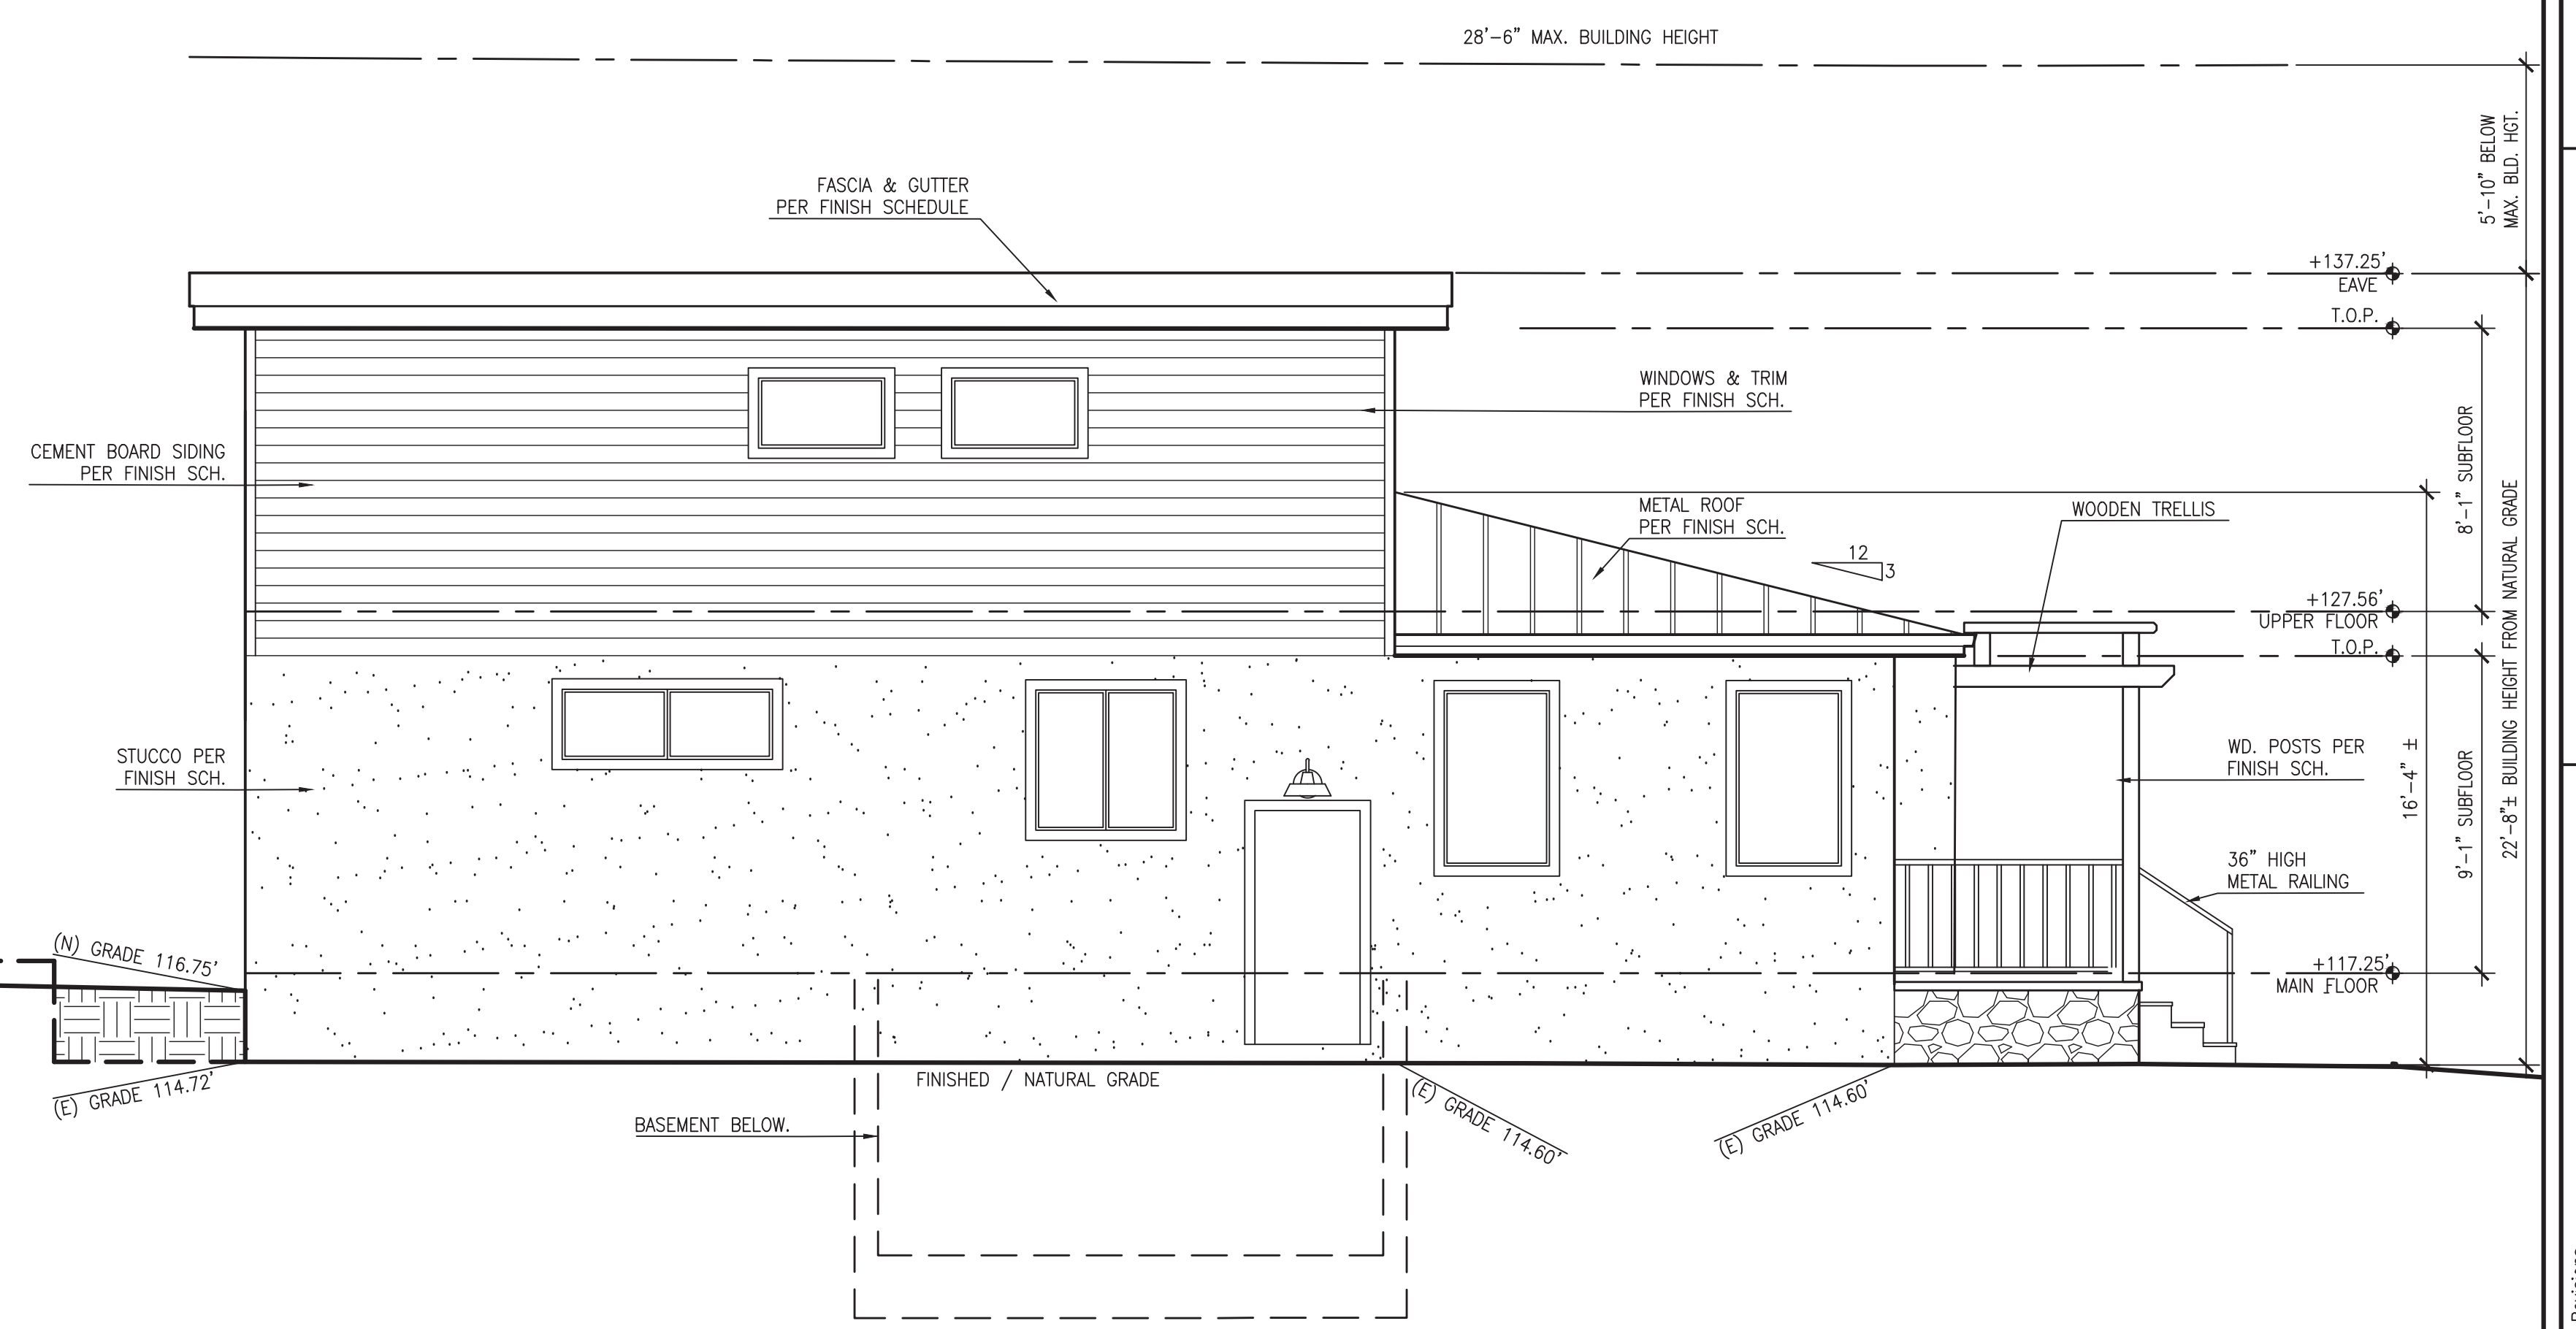 28'-6" MAX. BUILDING HEIGHT
5'-10" BELOW
MAX. BLD. HGT.
FASCIA & GUTTER
PER FINISH SCHEDULE
+137.25'
EAVE
T.O.P.
WINDOWS & TRIM
PER FINISH SCH.
CEMENT BOARD SIDING
PER FINISH SCH.
8'-1" SUBFLOOR
METAL ROOF
PER FINISH SCH.
WOODEN TRELLIS
12
3
+127.56'
UPPER FLOOR
T.O.P.
22'-8"± BUILDING HEIGHT FROM NATURAL GRADE
STUCCO PER
FINISH SCH.
WD. POSTS PER
FINISH SCH.
16'-4" ±
9'-1" SUBFLOOR
36" HIGH
METAL RAILING
(N) GRADE 116.75'
+117.25'
MAIN FLOOR
(E) GRADE 114.72'
FINISHED / NATURAL GRADE
(E) GRADE 114.60'
(E) GRADE 114.60'
BASEMENT BELOW.